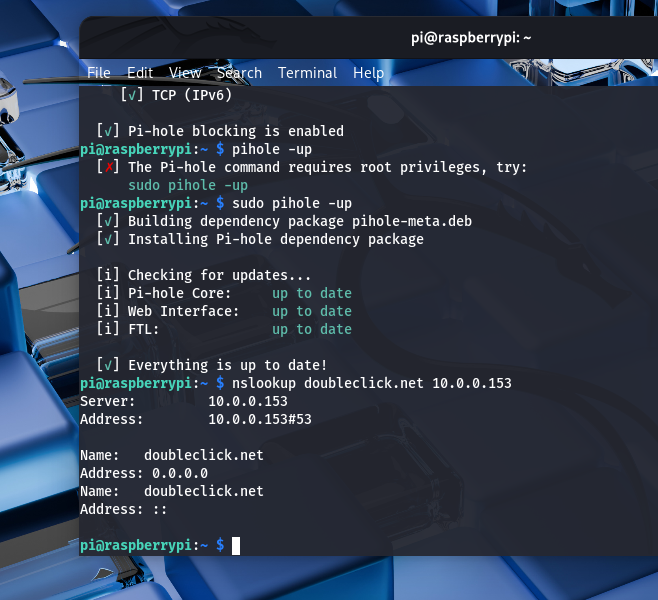 pi@raspberrypi: ~
File Edit View Search Terminal Help
[✓] TCP (IPv6)
[✓] Pi-hole blocking is enabled
pi@raspberrypi:~ $ pihole -up
[✗] The Pi-hole command requires root privileges, try:
sudo pihole -up
pi@raspberrypi:~ $ sudo pihole -up
[✓] Building dependency package pihole-meta.deb
[✓] Installing Pi-hole dependency package
[i] Checking for updates...
[i] Pi-hole Core: up to date
[i] Web Interface: up to date
[i] FTL: up to date
[✓] Everything is up to date!
pi@raspberrypi:~ $ nslookup doubleclick.net 10.0.0.153
Server: 10.0.0.153
Address: 10.0.0.153#53
Name: doubleclick.net
Address: 0.0.0.0
Name: doubleclick.net
Address: ::
pi@raspberrypi:~ $